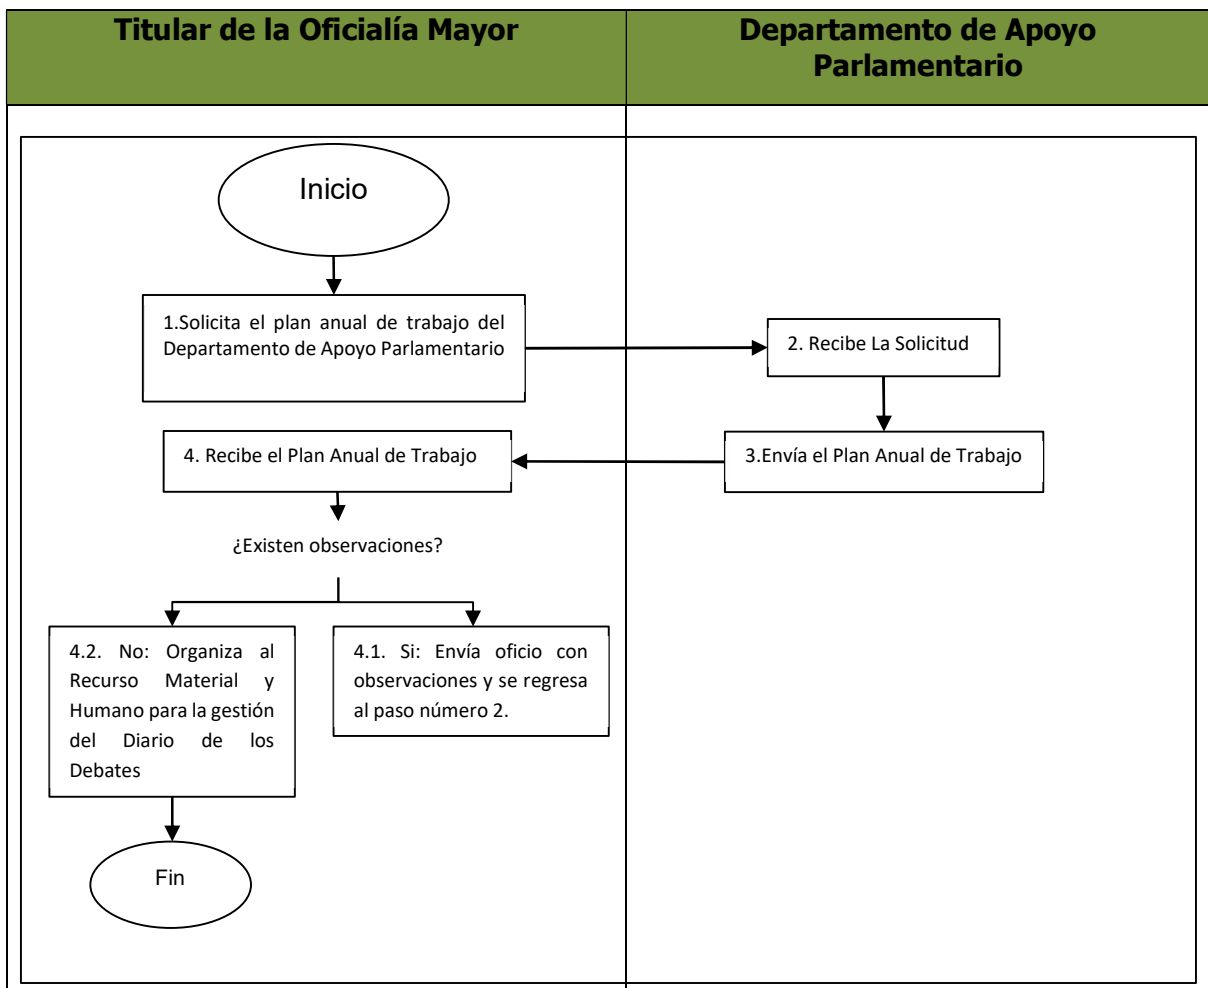 Titular de la Oficialía Mayor
Departamento de Apoyo
Parlamentario
Inicio
1.Solicita el plan anual de trabajo del
Departamento de Apoyo Parlamentario
2. Recibe La Solicitud
4. Recibe el Plan Anual de Trabajo
3.Envía el Plan Anual de Trabajo
¿Existen observaciones?
4.2. No: Organiza al
Recurso Material y
Humano para la gestión
del Diario de los
Debates
4.1. Si: Envía oficio con
observaciones y se regresa
al paso número 2.
Fin